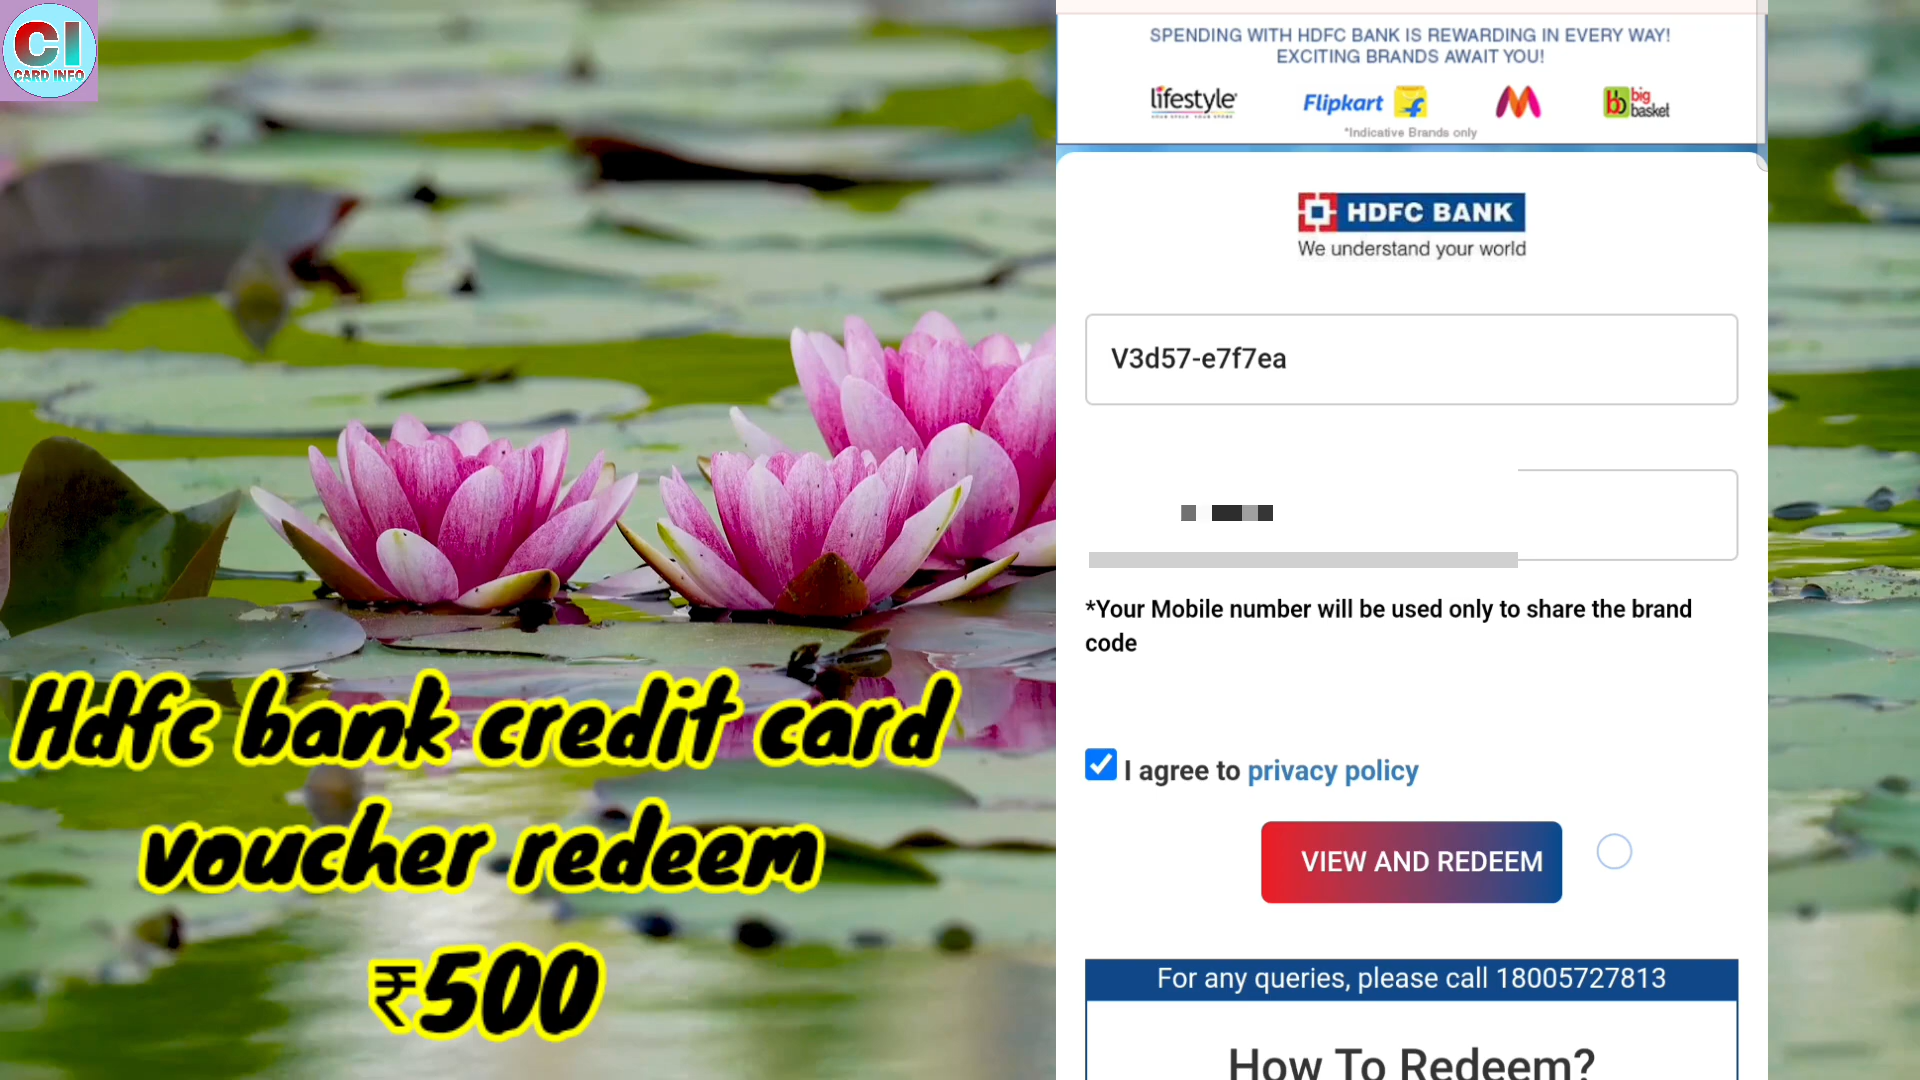 CI
CARD INFO
Hdfc bank credit card
voucher redeem
₹500
SPENDING WITH HDFC BANK IS REWARDING IN EVERY WAY!
EXCITING BRANDS AWAIT YOU!
lifestyle
Flipkart
bb big
basket
*Indicative Brands only
HDFC BANK
We understand your world
V3d57-e7f7ea
*Your Mobile number will be used only to share the brand
code
I agree to privacy policy
VIEW AND REDEEM
For any queries, please call 18005727813
How To Redeem?